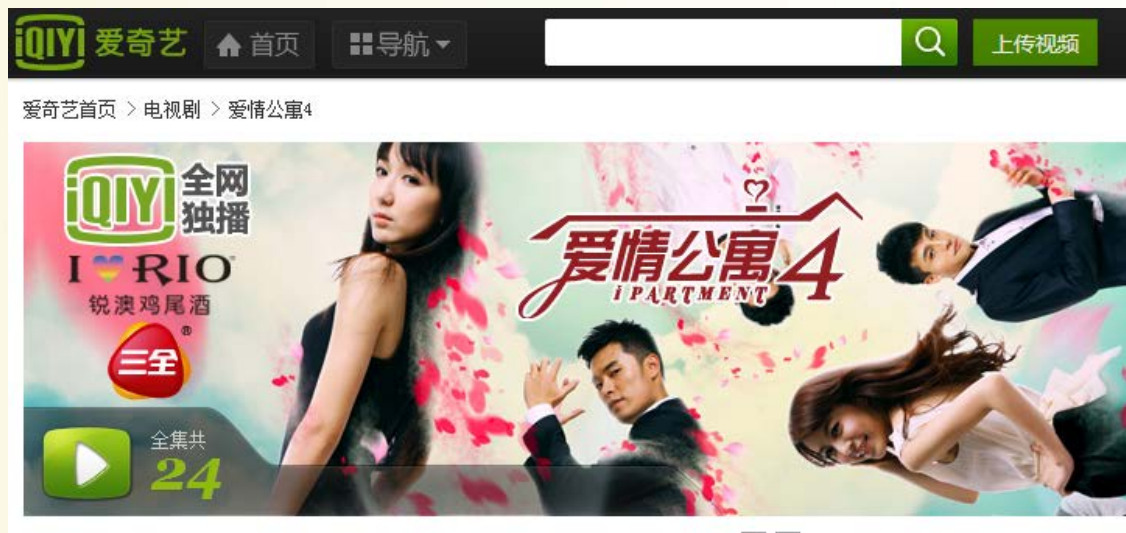 iQIYI 爱奇艺 首页 导航 上传视频
爱奇艺首页 > 电视剧 > 爱情公寓4
iQIYI 全网
独播
I RIO
锐澳鸡尾酒
三全®
爱情公寓4
iPARTMENT
全集共
24